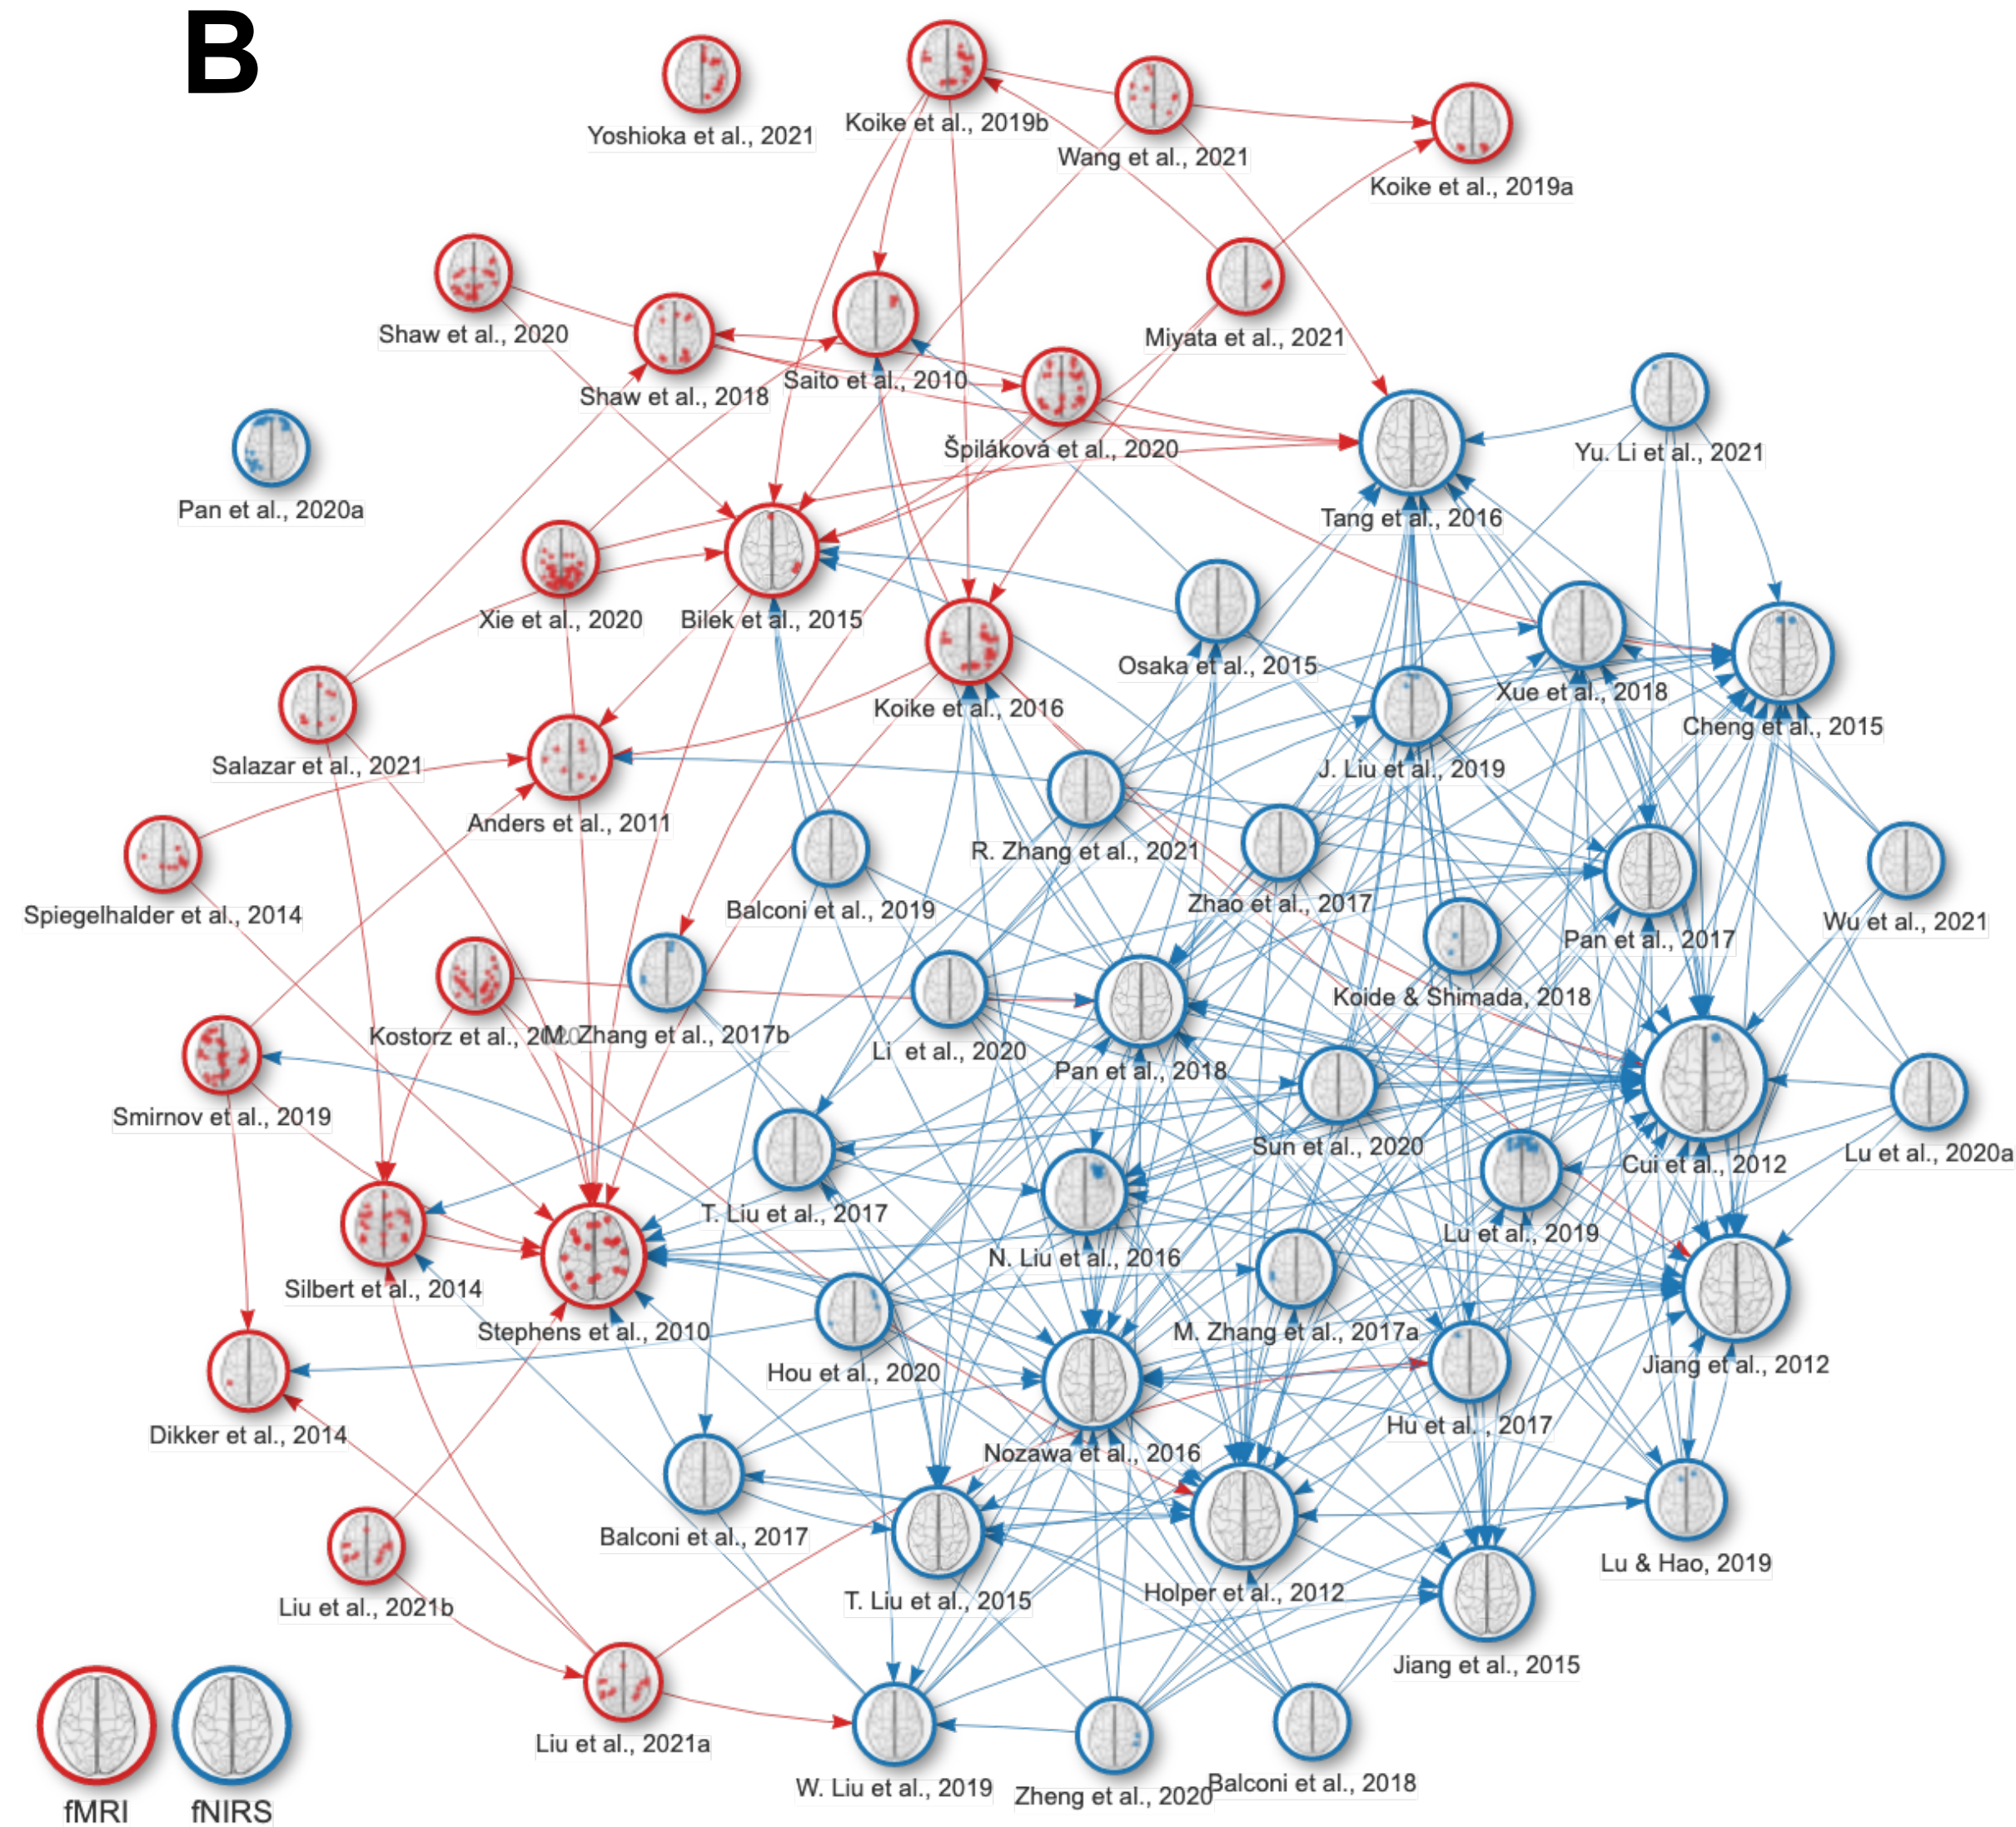 B
Yoshioka et al., 2021
Koike et al., 2019b
Wang et al., 2021
Koike et al., 2019a
Shaw et al., 2020
Shaw et al., 2018
Saito et al., 2010
Miyata et al., 2021
Špiláková et al., 2020
Yu. Li et al., 2021
Pan et al., 2020a
Tang et al., 2016
Xie et al., 2020
Bilek et al., 2015
Koike et al., 2016
Osaka et al., 2015
Xue et al., 2018
Cheng et al., 2015
Salazar et al., 2021
J. Liu et al., 2019
Anders et al., 2011
R. Zhang et al., 2021
Zhao et al., 2017
Spiegelhalder et al., 2014
Balconi et al., 2019
Pan et al., 2017
Wu et al., 2021
Koide & Shimada, 2018
Kostorz et al., 2020
M. Zhang et al., 2017b
Li et al., 2020
Pan et al., 2018
Smirnov et al., 2019
Sun et al., 2020
Cui et al., 2012
Lu et al., 2020a
T. Liu et al., 2017
N. Liu et al., 2016
Lu et al., 2019
Silbert et al., 2014
Stephens et al., 2010
Hou et al., 2020
M. Zhang et al., 2017a
Jiang et al., 2012
Dikker et al., 2014
Nozawa et al., 2016
Hu et al., 2017
Balconi et al., 2017
Lu & Hao, 2019
Liu et al., 2021b
T. Liu et al., 2015
Holper et al., 2012
Jiang et al., 2015
Liu et al., 2021a
W. Liu et al., 2019
Zheng et al., 2020
Balconi et al., 2018
fMRI
fNIRS